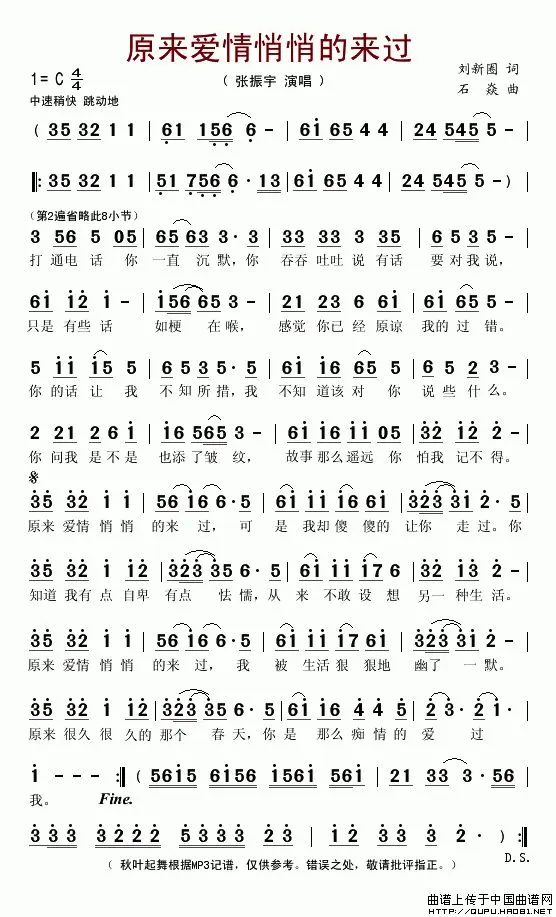 原来爱情悄悄的来过
1=C 4/4
（张振宇 演唱）
刘新圈 词
中速稍快 跳动地
石焱 曲
( 35 32 1 1 | 61 156 6 - | 61 65 4 4 | 24 545 5 - |
|: 35 32 1 1 | 51 756 6 · 13 | 61 65 4 4 | 24 545 5 - ) |
（第2遍省略此8小节）
3 56 5 05 | 65 63 3 · 3 | 33 33 3 35 | 6 5 35 - |
打 通电 话 你 一直 沉默,你 吞吞 吐吐 说 有话 要 对 我说,
61 12 1 - | 156 65 3 - | 21 23 6 61 | 61 65 5 - |
只是 有些 话 如梗 在 喉, 感觉 你已 经 原谅 我的 过 错。
5 11 15 5 | 6 5 35 · 5 | 56 11 65 5 | 65 5 2 3 |
你 的话 让 我 不 知 所措,我 不知 道该 对 你 说些 什 么。
2 21 2 6 1 | 16 565 3 - | 61 16 11 05 | 32 12 2 - |
你 问我 是 不 是 也添 了皱 纹, 故事 那么 遥远 你 怕我 记不 得。
35 32 1 1 | 56 16 6 · 5 | 61 11 16 61 | 323 31 2 · 5 |
原来 爱情 悄 悄 的来 过, 可 是 我却 傻 傻的 让你 走过。你
35 32 13 12 | 323 35 6 · 5 | 61 11 176 | 32 13 2 - |
知道 我有 点 自卑 有点 怯 懦,从 来 不敢 设 想 另一 种生 活。
35 32 1 1 | 56 16 6 · 5 | 61 11 17 61 | 323 31 2 - |
原来 爱情 悄 悄 的来 过, 我 被 生活 狠 狠地 幽了 一 默。
35 32 13 12 | 323 35 6 · 5 | 61 16 4 45 | 2 3 · 2 1 · |
原来 很久 很 久的 那个 春天,你 是 那么 痴 情的 爱 过
1 - - - :| ( 5615 6156 1561 5615 | 21 33 3 · 56 |
我。 Fine.
3 333 3222 5 5 | 3 333 32 3 | 2 222 2 12 | 2 - - ) :|
（ 秋叶起舞根据MP3记谱，仅供参考。错误之处，敬请批评指正。）
D.S.
曲谱上传于中国曲谱网
HTTP://QUPU.HAO81.NET